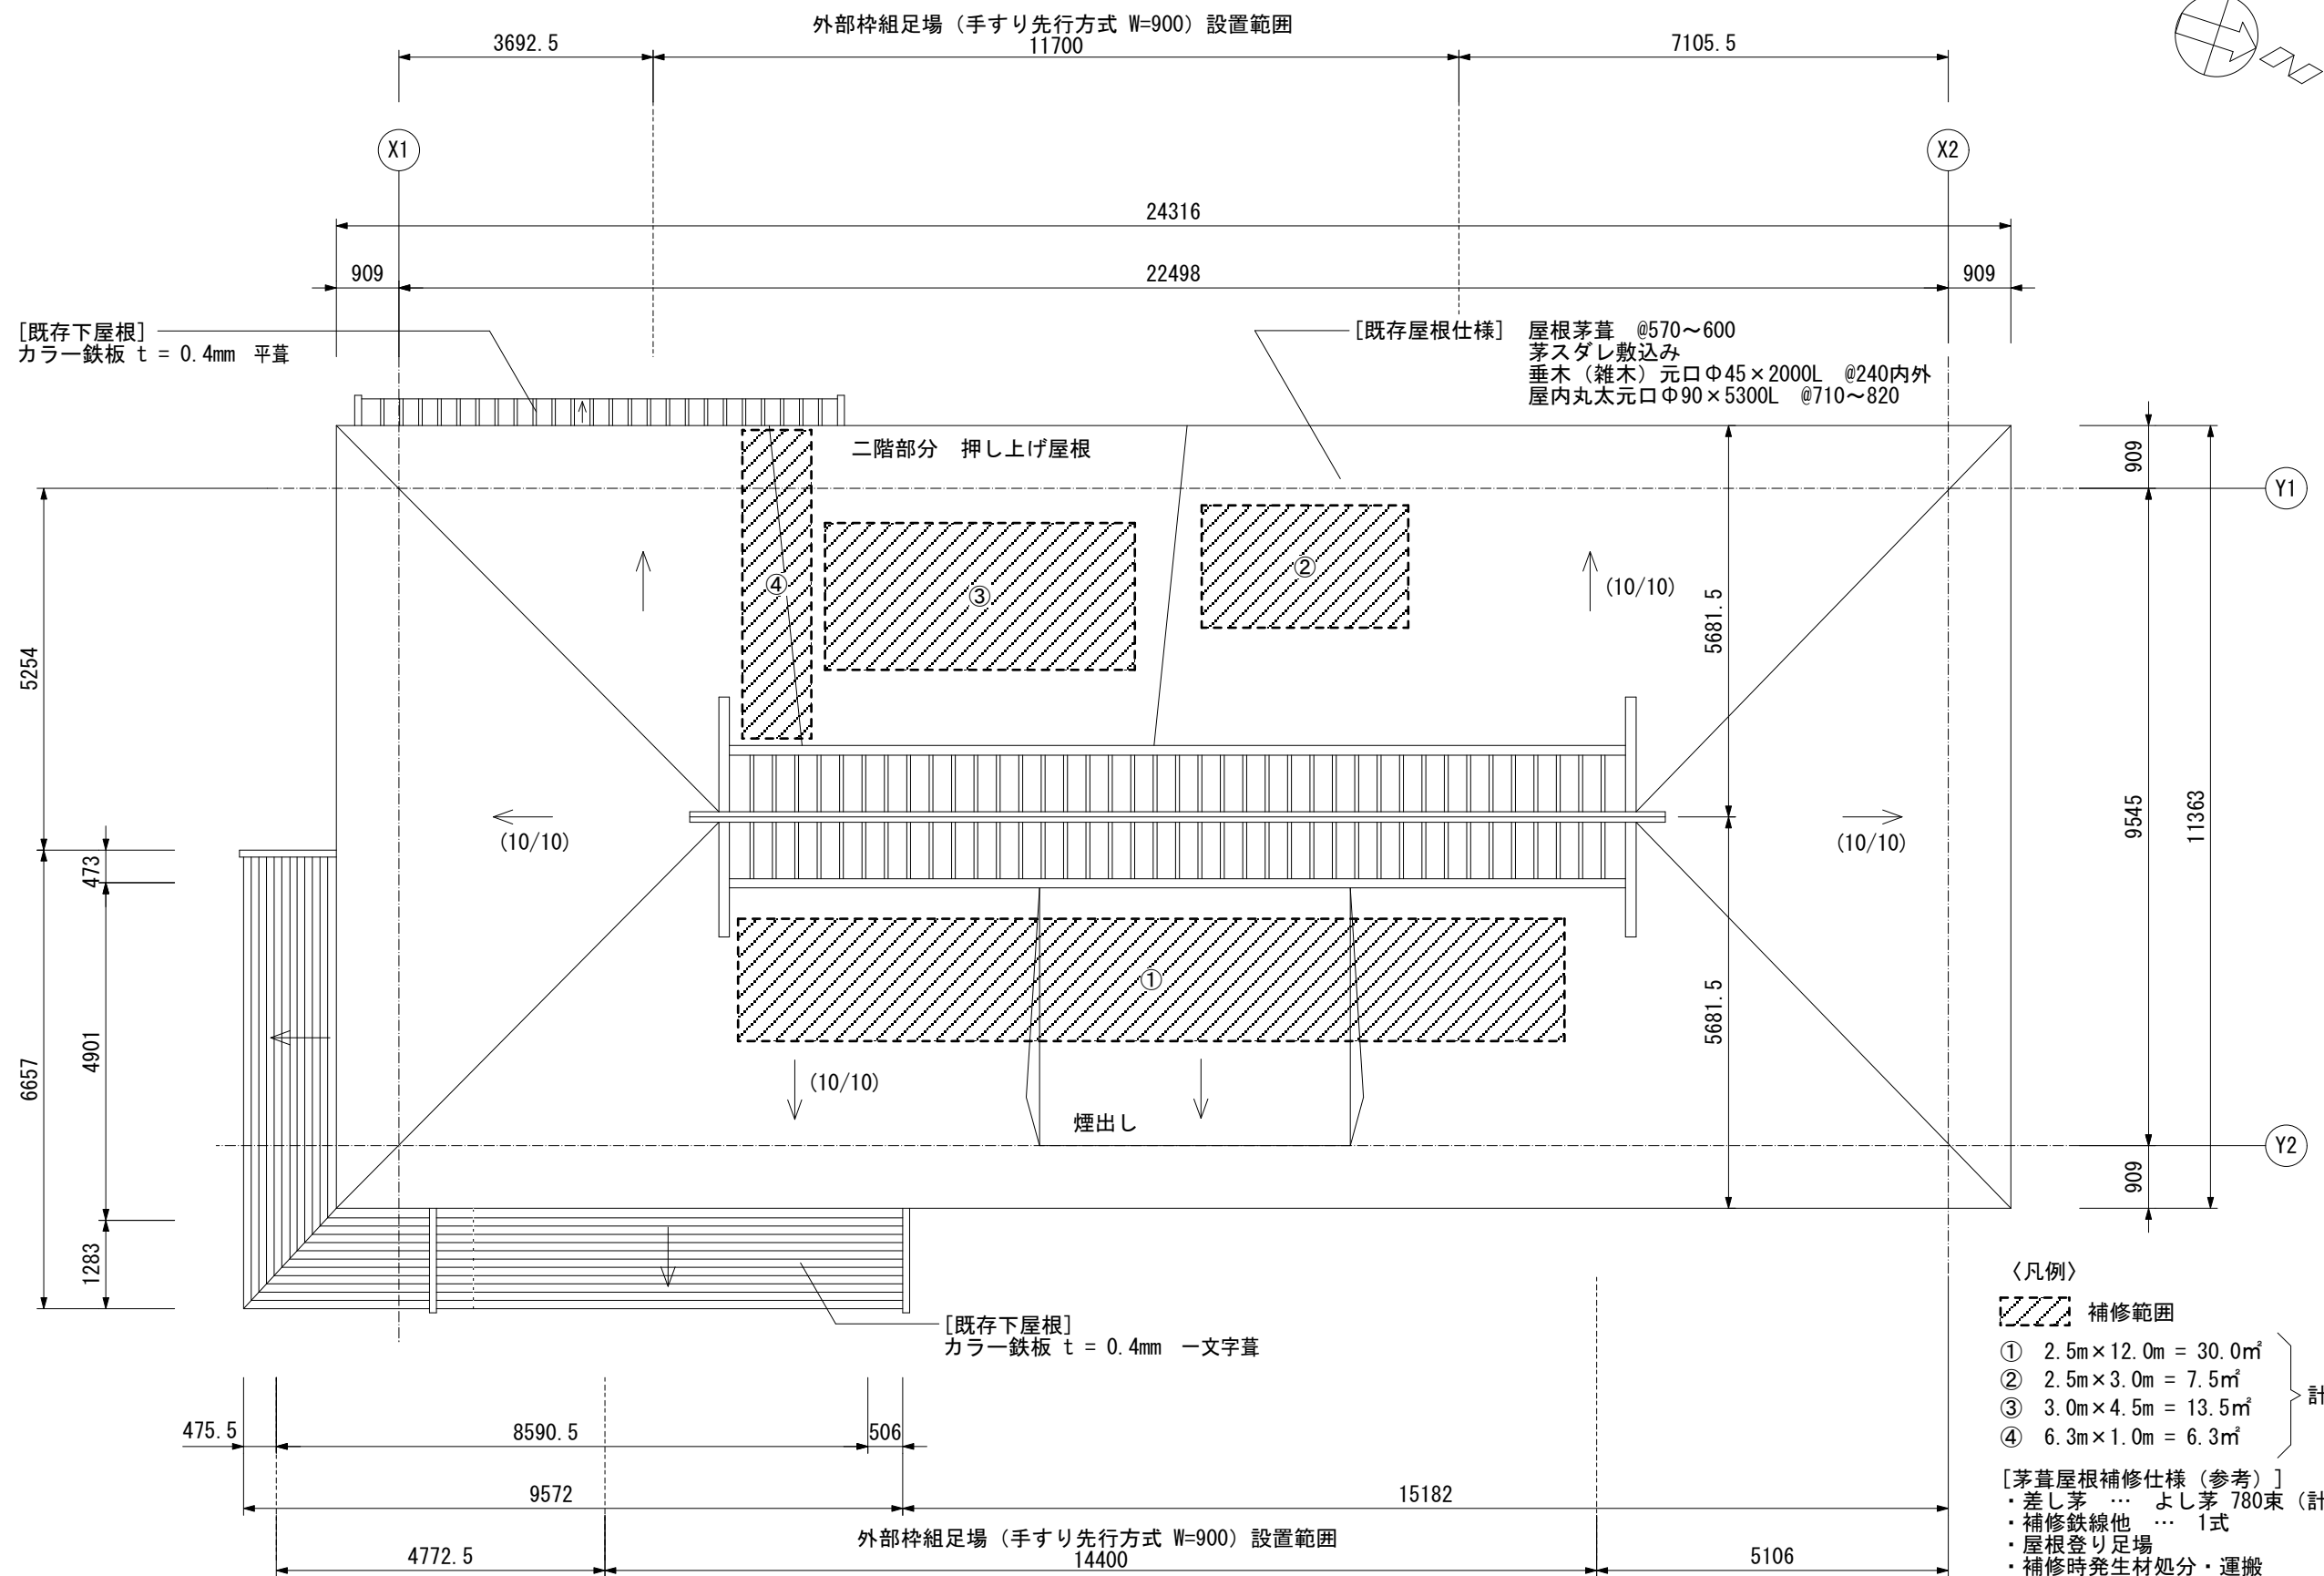 外部枠組足場（手すり先行方式 W=900）設置範囲
3692.5
11700
7105.5
X1
X2
24316
909
22498
909
[既存下屋根]
カラー鉄板 t = 0.4mm 平葺
[既存屋根仕様] 屋根茅葺 @570～600
茅スダレ敷込み
垂木（雑木）元口Φ45×2000L @240内外
屋内丸太元口Φ90×5300L @710～820
二階部分 押し上げ屋根
909
Y1
②
④
③
(10/10)
5681.5
5254
9545
11363
(10/10)
(10/10)
473
①
4901
6657
5681.5
(10/10)
煙出し
Y2
909
1283
[既存下屋根]
カラー鉄板 t = 0.4mm 一文字葺
〈凡例〉
補修範囲
① 2.5m×12.0m = 30.0㎡
② 2.5m×3.0m = 7.5㎡
③ 3.0m×4.5m = 13.5㎡
④ 6.3m×1.0m = 6.3㎡
計
[茅葺屋根補修仕様（参考）]
・差し茅 … よし茅 780束（計
・補修鉄線他 … 1式
・屋根登り足場
・補修時発生材処分・運搬
475.5
8590.5
506
9572
15182
外部枠組足場（手すり先行方式 W=900）設置範囲
4772.5
14400
5106
N